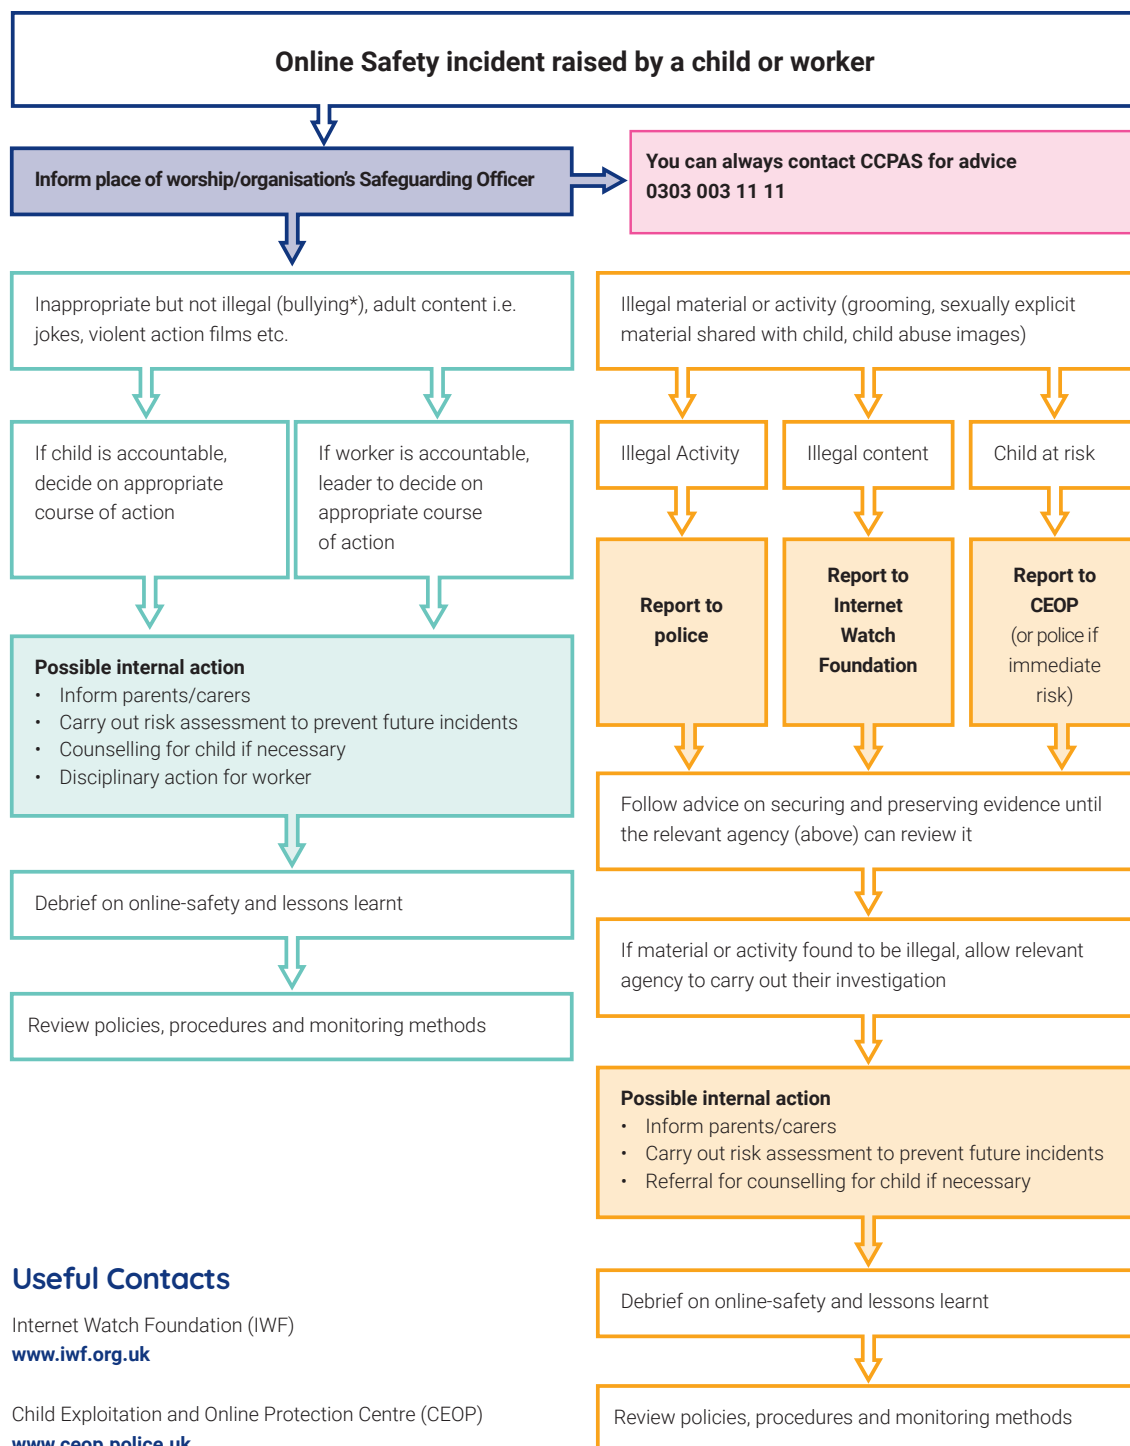 Online Safety incident raised by a child or worker
Inform place of worship/organisation's Safeguarding Officer
You can always contact CCPAS for advice
0303 003 11 11
Inappropriate but not illegal (bullying*), adult content i.e.
jokes, violent action films etc.
If child is accountable,
decide on appropriate
course of action
If worker is accountable,
leader to decide on
appropriate course
of action
Possible internal action
• Inform parents/carers
• Carry out risk assessment to prevent future incidents
• Counselling for child if necessary
• Disciplinary action for worker
Debrief on online-safety and lessons learnt
Review policies, procedures and monitoring methods
Illegal material or activity (grooming, sexually explicit
material shared with child, child abuse images)
Illegal Activity
Illegal content
Child at risk
Report to
police
Report to
Internet
Watch
Foundation
Report to
CEOP
(or police if
immediate
risk)
Follow advice on securing and preserving evidence until
the relevant agency (above) can review it
If material or activity found to be illegal, allow relevant
agency to carry out their investigation
Possible internal action
• Inform parents/carers
• Carry out risk assessment to prevent future incidents
• Referral for counselling for child if necessary
Debrief on online-safety and lessons learnt
Review policies, procedures and monitoring methods
Useful Contacts
Internet Watch Foundation (IWF)
www.iwf.org.uk
Child Exploitation and Online Protection Centre (CEOP)
www.ceop.police.uk